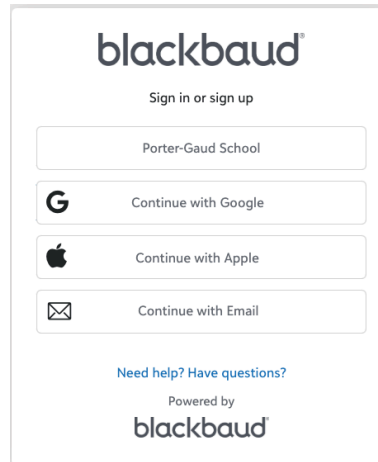 blackbaud®
Sign in or sign up
Porter-Gaud School
Continue with Google
Continue with Apple
Continue with Email
Need help? Have questions?
Powered by
blackbaud